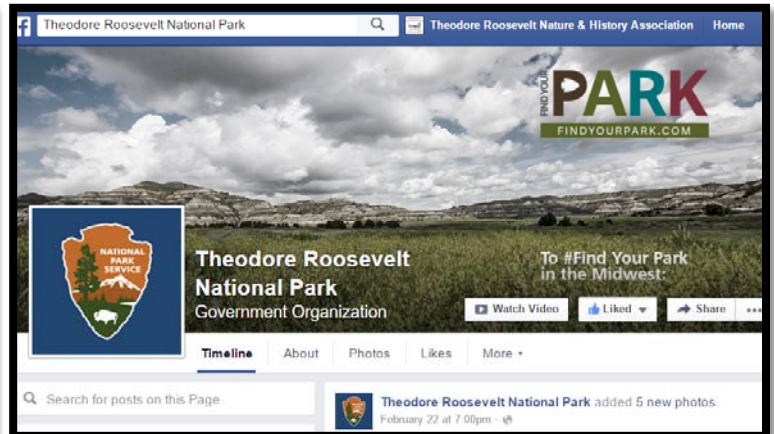 f Theodore Roosevelt National Park Theodore Roosevelt Nature & History Association Home
FIND YOUR
PARK
FINDYOURPARK.COM
NATIONAL
PARK
SERVICE
Theodore Roosevelt
National Park
Government Organization
To #Find Your Park
in the Midwest:
Watch Video Liked Share ...
Timeline About Photos Likes More
Search for posts on this Page
Theodore Roosevelt National Park added 5 new photos.
February 22 at 7:00pm ·